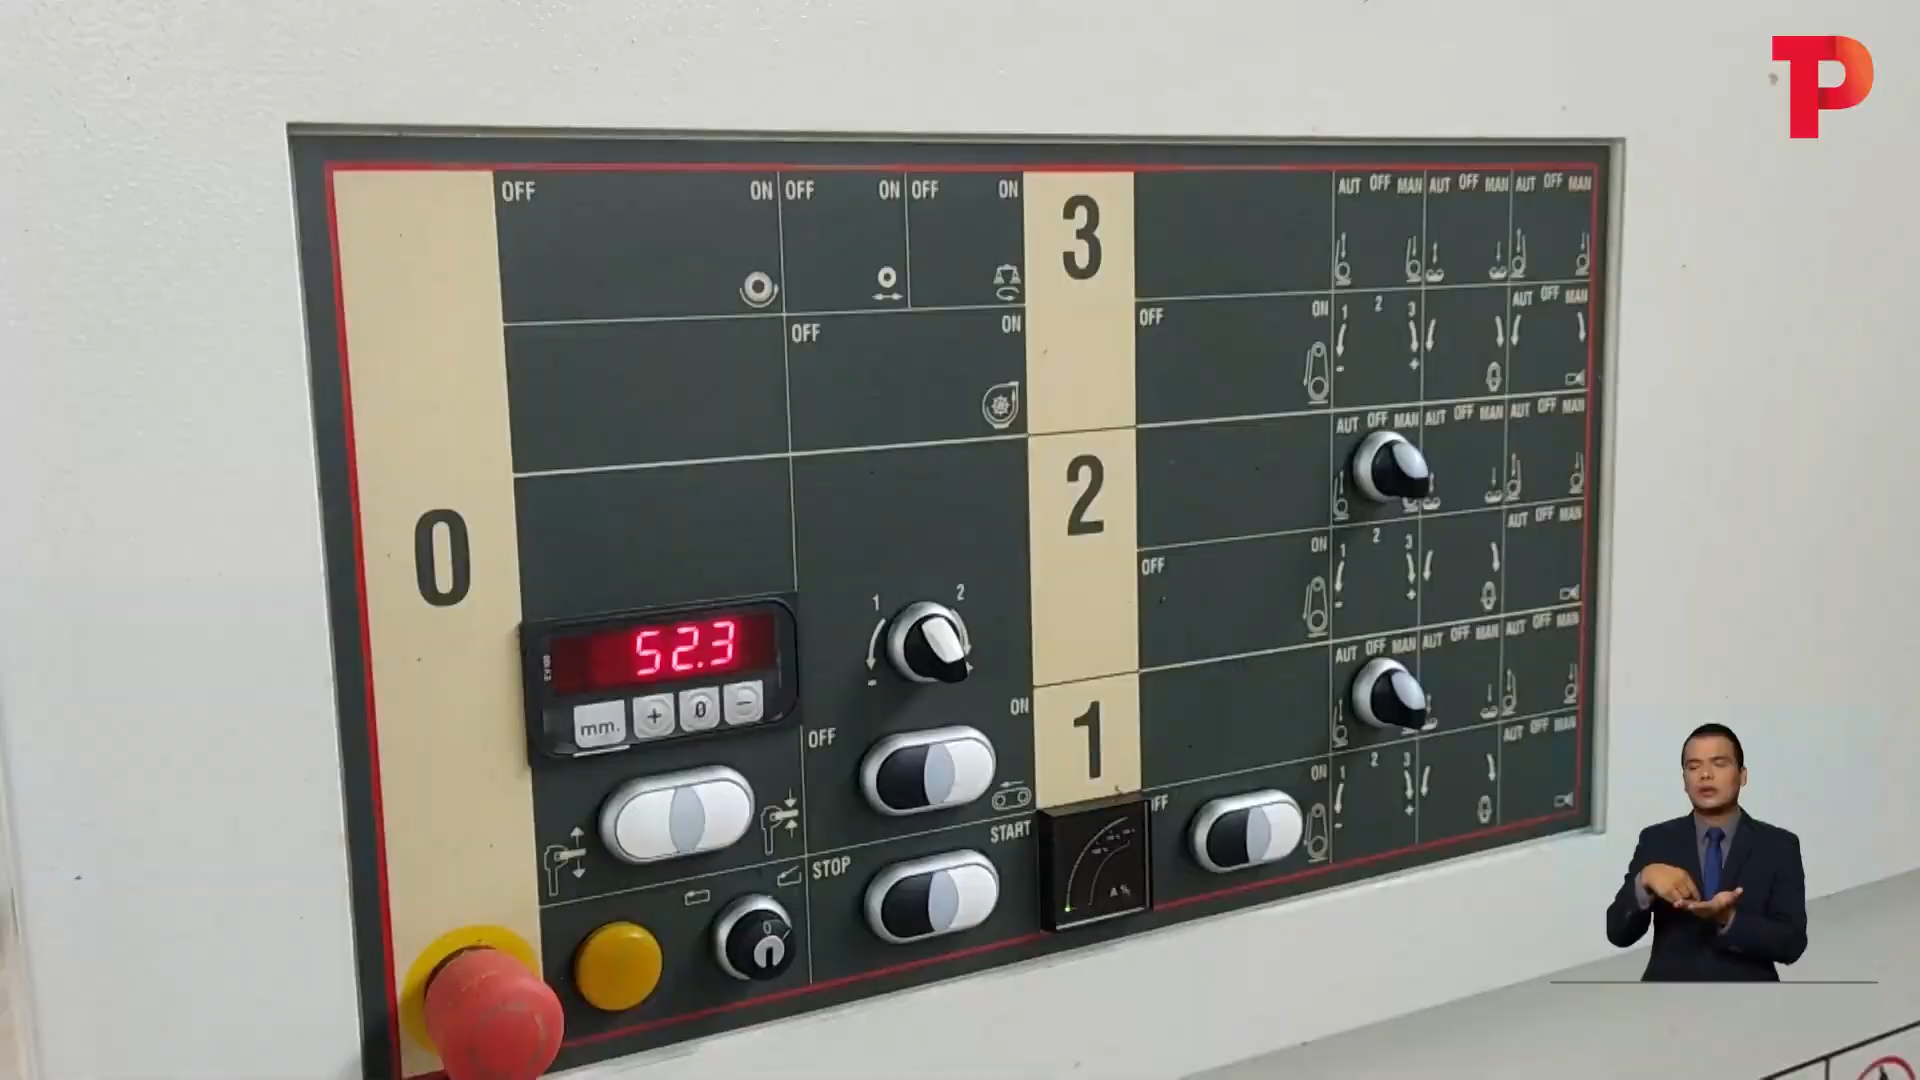 TP
OFF ON OFF ON OFF ON
3
AUT OFF MAN AUT OFF MAN AUT OFF MAN
OFF ON
OFF ON
1 2 3
AUT OFF MAN
- +
0
2
AUT OFF MAN AUT OFF MAN AUT OFF MAN
OFF ON
1 2 3
AUT OFF MAN
- +
52.3
mm. + 0 -
1 2
-
1
AUT OFF MAN AUT OFF MAN AUT OFF MAN
OFF ON
OFF ON
1 2 3
AUT OFF MAN
- +
STOP START
A %
0